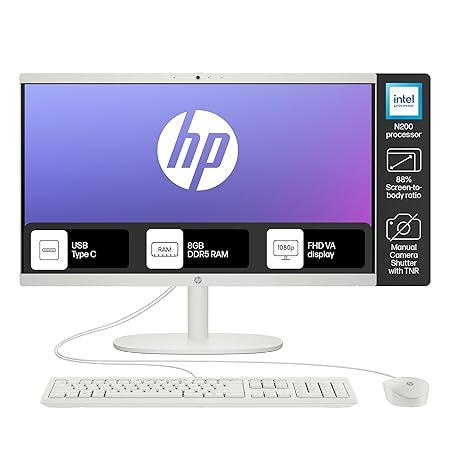 hp
intel
processor
N200
processor
88%
Screen-to-
body ratio
Manual
Camera
Shutter
with TNR
USB
Type C
RAM
8GB
DDR5 RAM
1080p
FHD VA
display
hp